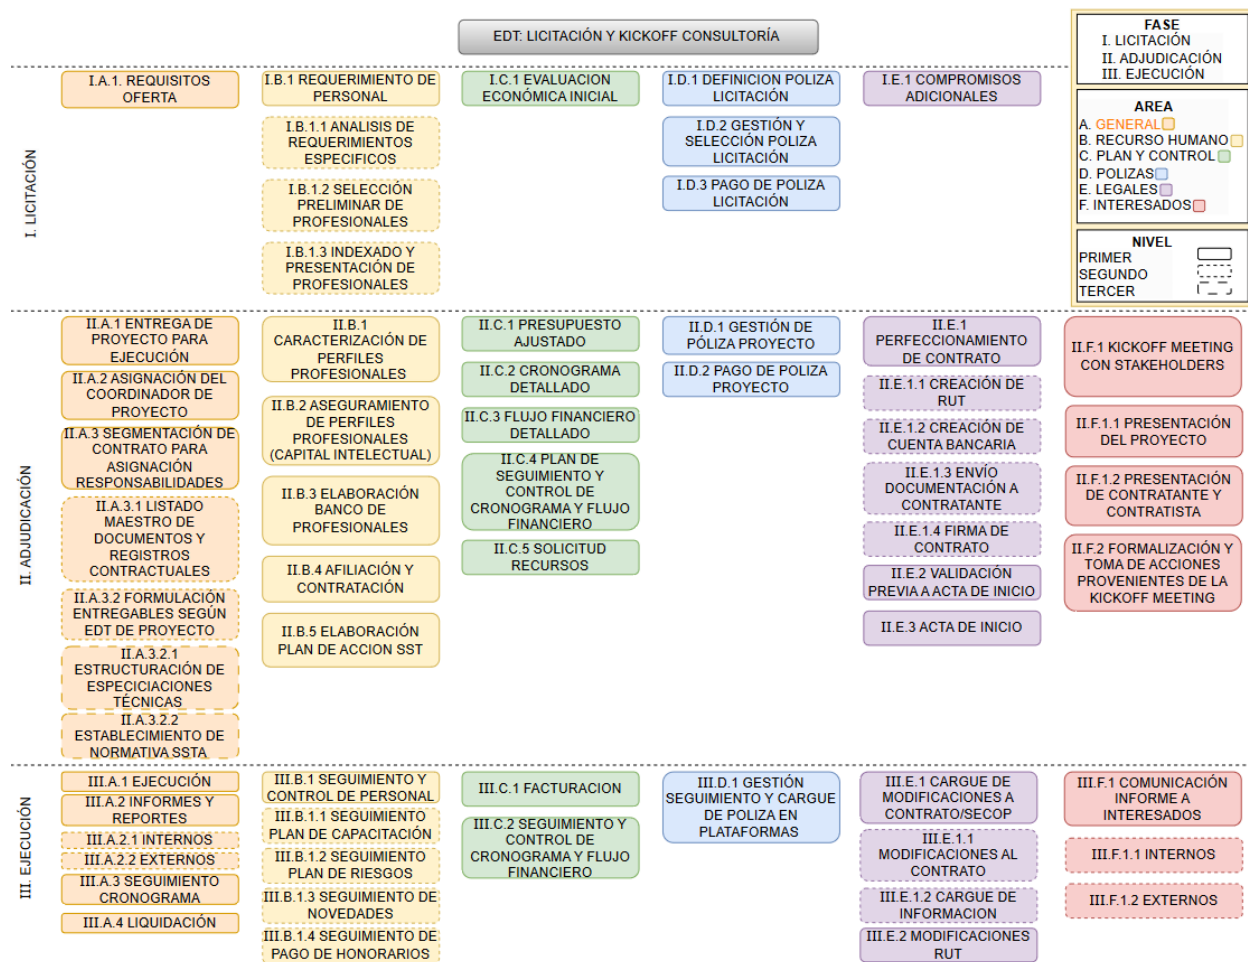 EDT: LICITACIÓN Y KICKOFF CONSULTORÍA
FASE
I. LICITACIÓN
II. ADJUDICACIÓN
III. EJECUCIÓN
AREA
A. GENERAL
B. RECURSO HUMANO
C. PLAN Y CONTROL
D. POLIZAS
E. LEGALES
F. INTERESADOS
NIVEL
PRIMER
SEGUNDO
TERCER
I. LICITACIÓN
I.A.1. REQUISITOS
OFERTA
I.B.1 REQUERIMIENTO DE
PERSONAL
I.B.1.1 ANALISIS DE
REQUERIMIENTOS
ESPECIFICOS
I.B.1.2 SELECCIÓN
PRELIMINAR DE
PROFESIONALES
I.B.1.3 INDEXADO Y
PRESENTACIÓN DE
PROFESIONALES
I.C.1 EVALUACION
ECONÓMICA INICIAL
I.D.1 DEFINICION POLIZA
LICITACIÓN
I.D.2 GESTIÓN Y
SELECCIÓN POLIZA
LICITACIÓN
I.D.3 PAGO DE POLIZA
LICITACIÓN
I.E.1 COMPROMISOS
ADICIONALES
II. ADJUDICACIÓN
II.A.1 ENTREGA DE
PROYECTO PARA
EJECUCIÓN
II.A.2 ASIGNACIÓN DEL
COORDINADOR DE
PROYECTO
II.A.3 SEGMENTACIÓN DE
CONTRATO PARA
ASIGNACIÓN
RESPONSABILIDADES
II.A.3.1 LISTADO
MAESTRO DE
DOCUMENTOS Y
REGISTROS
CONTRACTUALES
II.A.3.2 FORMULACIÓN
ENTREGABLES SEGÚN
EDT DE PROYECTO
II.A.3.2.1
ESTRUCTURACIÓN DE
ESPECICIACIONES
TÉCNICAS
II.A.3.2.2
ESTABLECIMIENTO DE
NORMATIVA SSTA
II.B.1
CARACTERIZACIÓN DE
PERFILES
PROFESIONALES
II.B.2 ASEGURAMIENTO
DE PERFILES
PROFESIONALES
(CAPITAL INTELECTUAL)
II.B.3 ELABORACIÓN
BANCO DE
PROFESIONALES
II.B.4 AFILIACIÓN Y
CONTRATACIÓN
II.B.5 ELABORACIÓN
PLAN DE ACCION SST
II.C.1 PRESUPUESTO
AJUSTADO
II.C.2 CRONOGRAMA
DETALLADO
II.C.3 FLUJO FINANCIERO
DETALLADO
II.C.4 PLAN DE
SEGUIMIENTO Y
CONTROL DE
CRONOGRAMA Y FLUJO
FINANCIERO
II.C.5 SOLICITUD
RECURSOS
II.D.1 GESTIÓN DE
PÓLIZA PROYECTO
II.D.2 PAGO DE POLIZA
PROYECTO
II.E.1
PERFECCIONAMIENTO
DE CONTRATO
II.E.1.1 CREACIÓN DE
RUT
II.E.1.2 CREACIÓN DE
CUENTA BANCARIA
II.E.1.3 ENVÍO
DOCUMENTACIÓN A
CONTRATANTE
II.E.1.4 FIRMA DE
CONTRATO
II.E.2 VALIDACIÓN
PREVIA A ACTA DE INICIO
II.E.3 ACTA DE INICIO
II.F.1 KICKOFF MEETING
CON STAKEHOLDERS
II.F.1.1 PRESENTACIÓN
DEL PROYECTO
II.F.1.2 PRESENTACIÓN
DE CONTRATANTE Y
CONTRATISTA
II.F.2 FORMALIZACIÓN Y
TOMA DE ACCIONES
PROVENIENTES DE LA
KICKOFF MEETING
III. EJECUCIÓN
III.A.1 EJECUCIÓN
III.A.2 INFORMES Y
REPORTES
III.A.2.1 INTERNOS
III.A.2.2 EXTERNOS
III.A.3 SEGUIMIENTO
CRONOGRAMA
III.A.4 LIQUIDACIÓN
III.B.1 SEGUIMIENTO Y
CONTROL DE PERSONAL
III.B.1.1 SEGUIMIENTO
PLAN DE CAPACITACIÓN
III.B.1.2 SEGUIMIENTO
PLAN DE RIESGOS
III.B.1.3 SEGUIMIENTO DE
NOVEDADES
III.B.1.4 SEGUIMIENTO DE
PAGO DE HONORARIOS
III.C.1 FACTURACION
III.C.2 SEGUIMIENTO Y
CONTROL DE
CRONOGRAMA Y FLUJO
FINANCIERO
III.D.1 GESTIÓN
SEGUIMIENTO Y CARGUE
DE POLIZA EN
PLATAFORMAS
III.E.1 CARGUE DE
MODIFICACIONES A
CONTRATO/SECOP
III.E.1.1
MODIFICACIONES AL
CONTRATO
III.E.1.2 CARGUE DE
INFORMACION
III.E.2 MODIFICACIONES
RUT
III.F.1 COMUNICACIÓN
INFORME A
INTERESADOS
III.F.1.1 INTERNOS
III.F.1.2 EXTERNOS